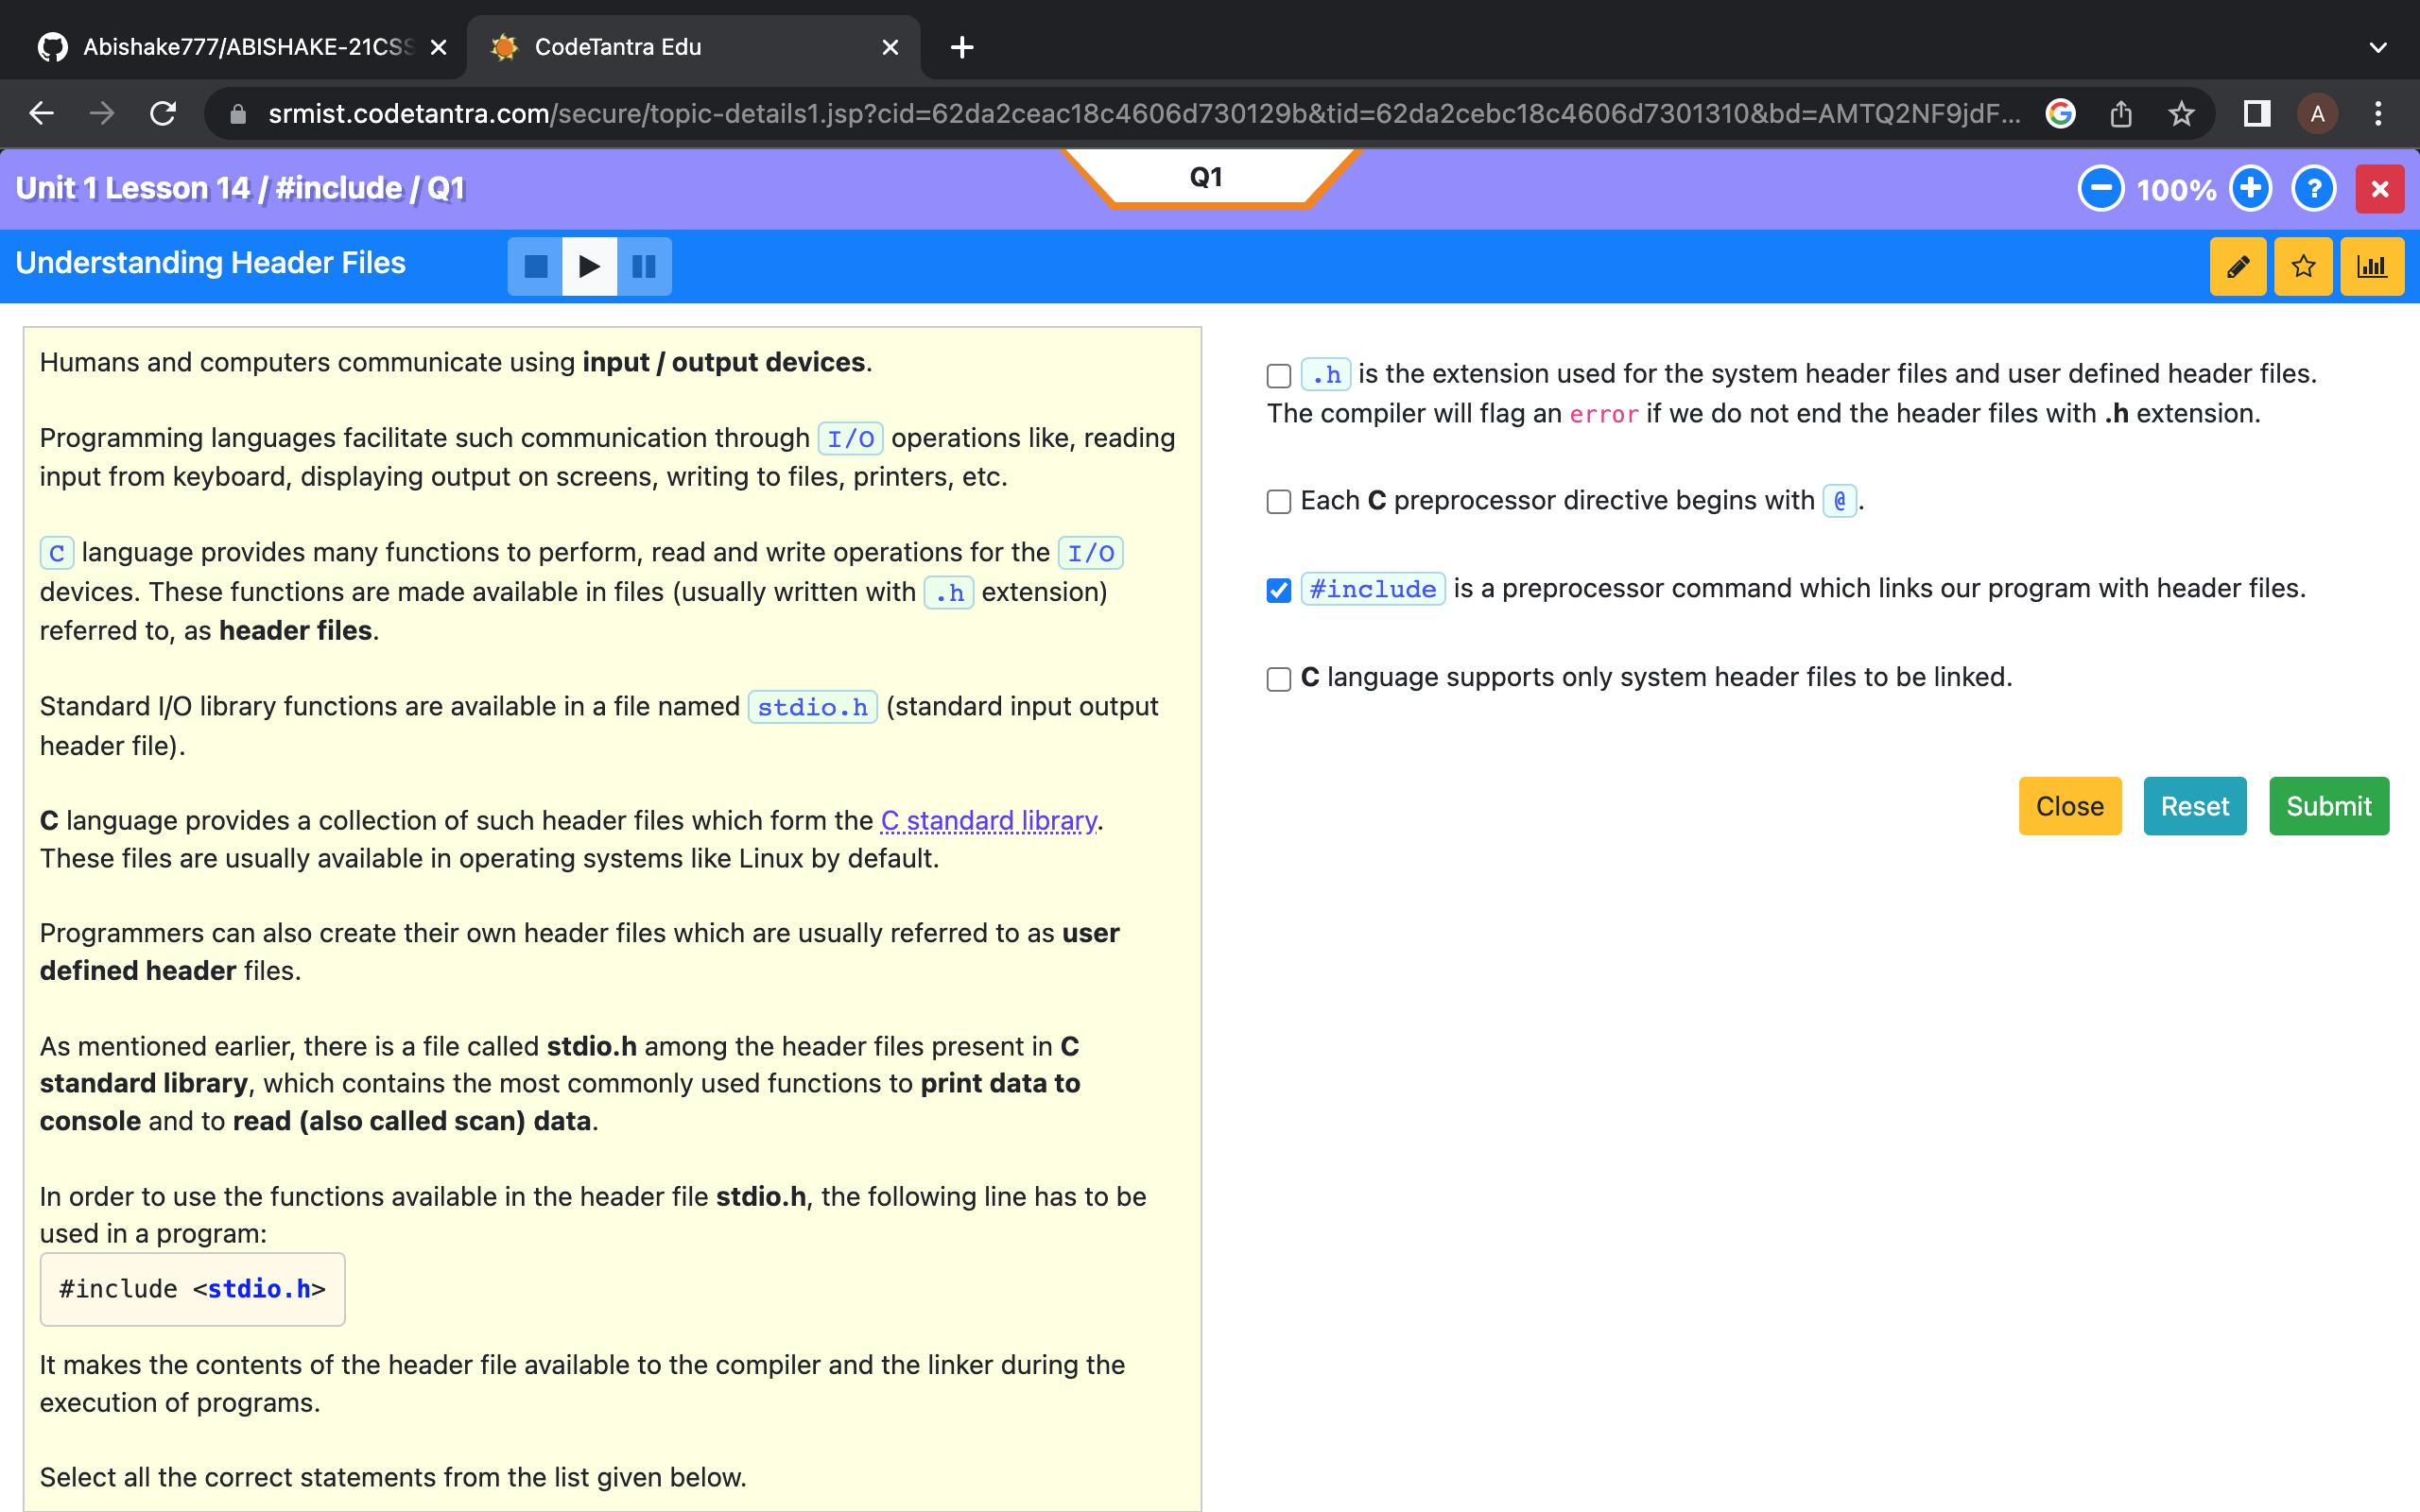 Abishake777/ABISHAKE-21CSS
CodeTantra Edu
srmist.codetantra.com/secure/topic-details1.jsp?cid=62da2ceac18c4606d730129b&tid=62da2cebc18c4606d7301310&bd=AMTQ2NF9jdF...
A
Unit 1 Lesson 14 / #include / Q1
Q1
100%
?
Understanding Header Files
Humans and computers communicate using input / output devices.
Programming languages facilitate such communication through I/O operations like, reading
input from keyboard, displaying output on screens, writing to files, printers, etc.
C language provides many functions to perform, read and write operations for the I/O
devices. These functions are made available in files (usually written with .h extension)
referred to, as header files.
Standard I/O library functions are available in a file named stdio.h (standard input output
header file).
C language provides a collection of such header files which form the C standard library.
These files are usually available in operating systems like Linux by default.
Programmers can also create their own header files which are usually referred to as user
defined header files.
As mentioned earlier, there is a file called stdio.h among the header files present in C
standard library, which contains the most commonly used functions to print data to
console and to read (also called scan) data.
In order to use the functions available in the header file stdio.h, the following line has to be
used in a program:
#include <stdio.h>
It makes the contents of the header file available to the compiler and the linker during the
execution of programs.
Select all the correct statements from the list given below.
.h is the extension used for the system header files and user defined header files.
The compiler will flag an error if we do not end the header files with .h extension.
Each C preprocessor directive begins with @.
#include is a preprocessor command which links our program with header files.
C language supports only system header files to be linked.
Close
Reset
Submit